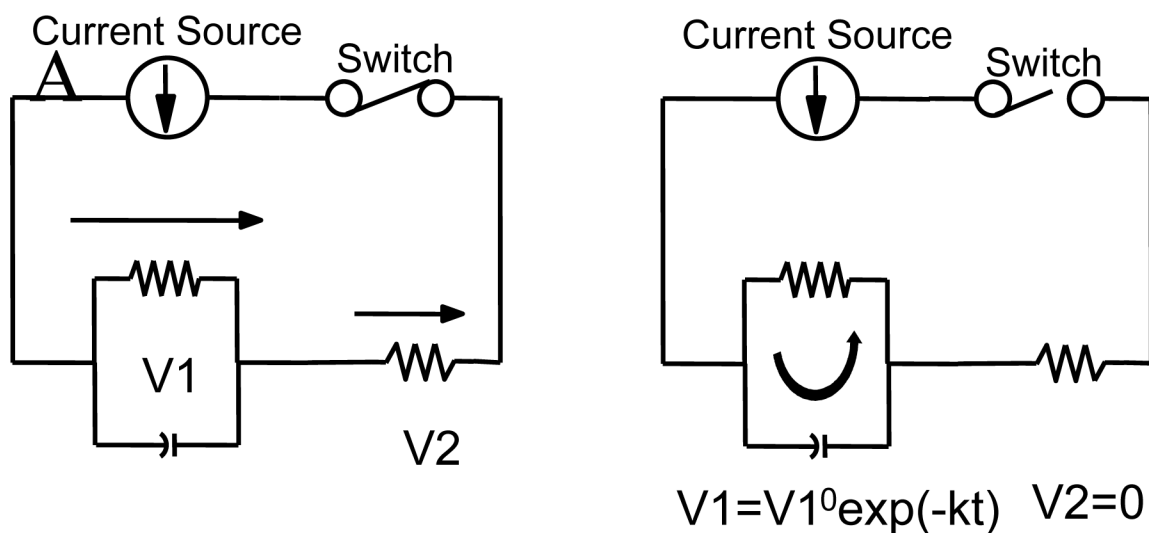 Current Source
A
Switch
V1
V2
Current Source
Switch
V1=V1⁰exp(-kt) V2=0